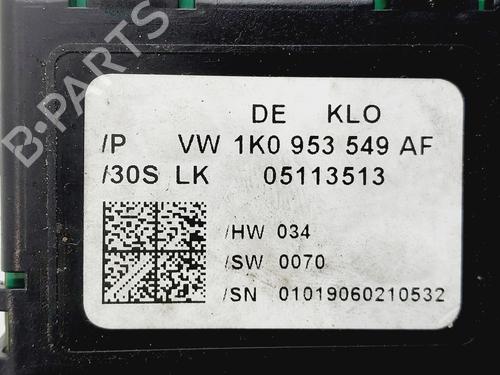 B-PARTS
DE KLO
/P VW 1K0 953 549 AF
/30S LK 05113513
/HW 034
/SW 0070
/SN 01019060210532